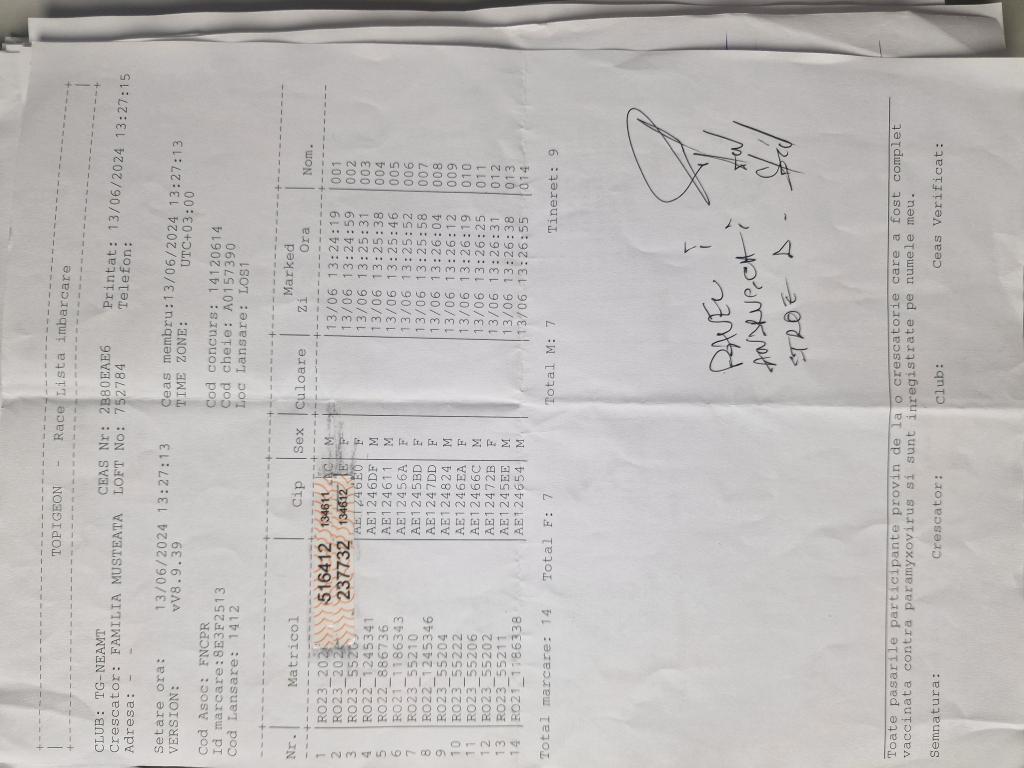 TOPIGEON - Race Lista imbarcare
CLUB: TG-NEAMT CEAS Nr: 2B80EAE6 Printat: 13/06/2024 13:27:15
Crescator: FAMILIA MUSTEATA LOFT No: 752784 Telefon:
Adresa: - -
Setare ora: 13/06/2024 13:27:13 Ceas membru:13/06/2024 13:27:13
VERSION: vV8.9.39 TIME ZONE: UTC+03:00
Cod Asoc: FNCPR Cod concurs: 14120614
Id marcare:8E3F2513 Cod cheie: A0157390
Cod Lansare: 1412 Loc Lansare: LOS1
Nr.| Matricol | Cip |Sex |Culoare | Marked Zi Ora | Nom.
1 |RO23_202 516412 134611 | M | |13/06 13:24:19 |001
2 |RO23_202 237732 134612 | F | |13/06 13:24:59 |002
3 |RO23_552 |AE1246E0| F | |13/06 13:25:31 |003
4 |RO22_1245341 |AE1246DF| M | |13/06 13:25:38 |004
5 |RO22_886736 |AE124611| M | |13/06 13:25:46 |005
6 |RO21_1186343 |AE12456A| F | |13/06 13:25:52 |006
7 |RO23_55210 |AE1245BD| F | |13/06 13:25:58 |007
8 |RO22_1245346 |AE1247DD| F | |13/06 13:26:04 |008
9 |RO23_55204 |AE124824| M | |13/06 13:26:12 |009
10 |RO23_55222 |AE1246EA| F | |13/06 13:26:19 |010
11 |RO23_55206 |AE12466C| M | |13/06 13:26:25 |011
12 |RO23_55202 |AE12472B| F | |13/06 13:26:31 |012
13 |RO23_55211 |AE1245EE| M | |13/06 13:26:38 |013
14 |RO21_1186338 |AE124654| M | |13/06 13:26:55 |014
Total marcare: 14 Total F: 7 Total M: 7 Tineret: 9
PAVEL I
STROE D.
Toate pasarile participante provin de la o crescatorie care a fost complet
vaccinata contra paramyxovirus si sunt inregistrate pe numele meu.
Semnatura: Crescator: Club: Ceas Verificat: